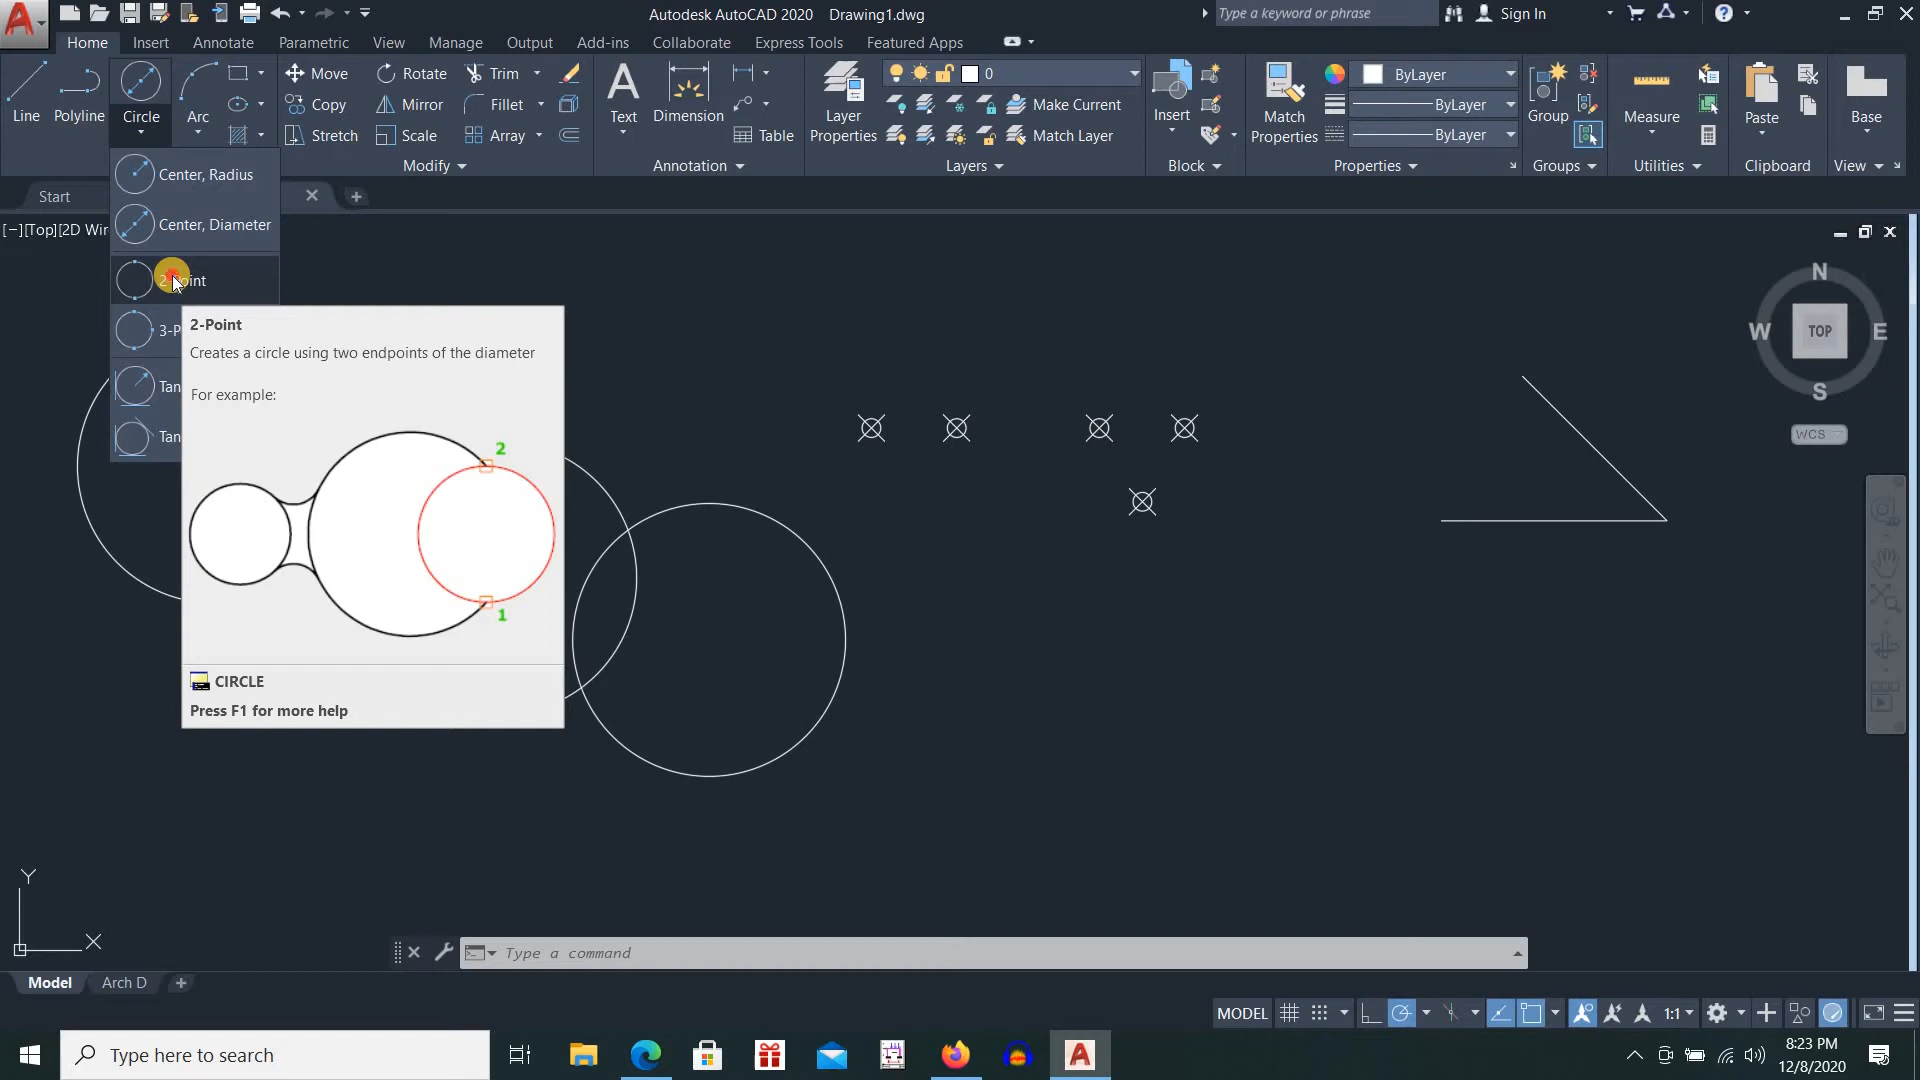 Autodesk AutoCAD 2020 Drawing1.dwg
Type a keyword or phrase
Sign In
Home Insert Annotate Parametric View Manage Output Add-ins Collaborate Express Tools Featured Apps
Line Polyline Circle Arc
Move Rotate Trim
Copy Mirror Fillet
Stretch Scale Array
Modify
Text Dimension Table
Annotation
Layer Properties
0
Make Current
Match Layer
Layers
Insert
Block
Match Properties
ByLayer
ByLayer
ByLayer
Properties
Group
Groups
Measure
Utilities
Paste
Clipboard
Base
View
Start
[−][Top][2D Wir
Center, Radius
Center, Diameter
3-P
Tan
Tan
2-Point
Creates a circle using two endpoints of the diameter
For example:
2
1
CIRCLE
Press F1 for more help
N
W TOP E
S
WCS
Y
X
Type a command
Model Arch D
MODEL 1:1
Type here to search
8:23 PM
12/8/2020